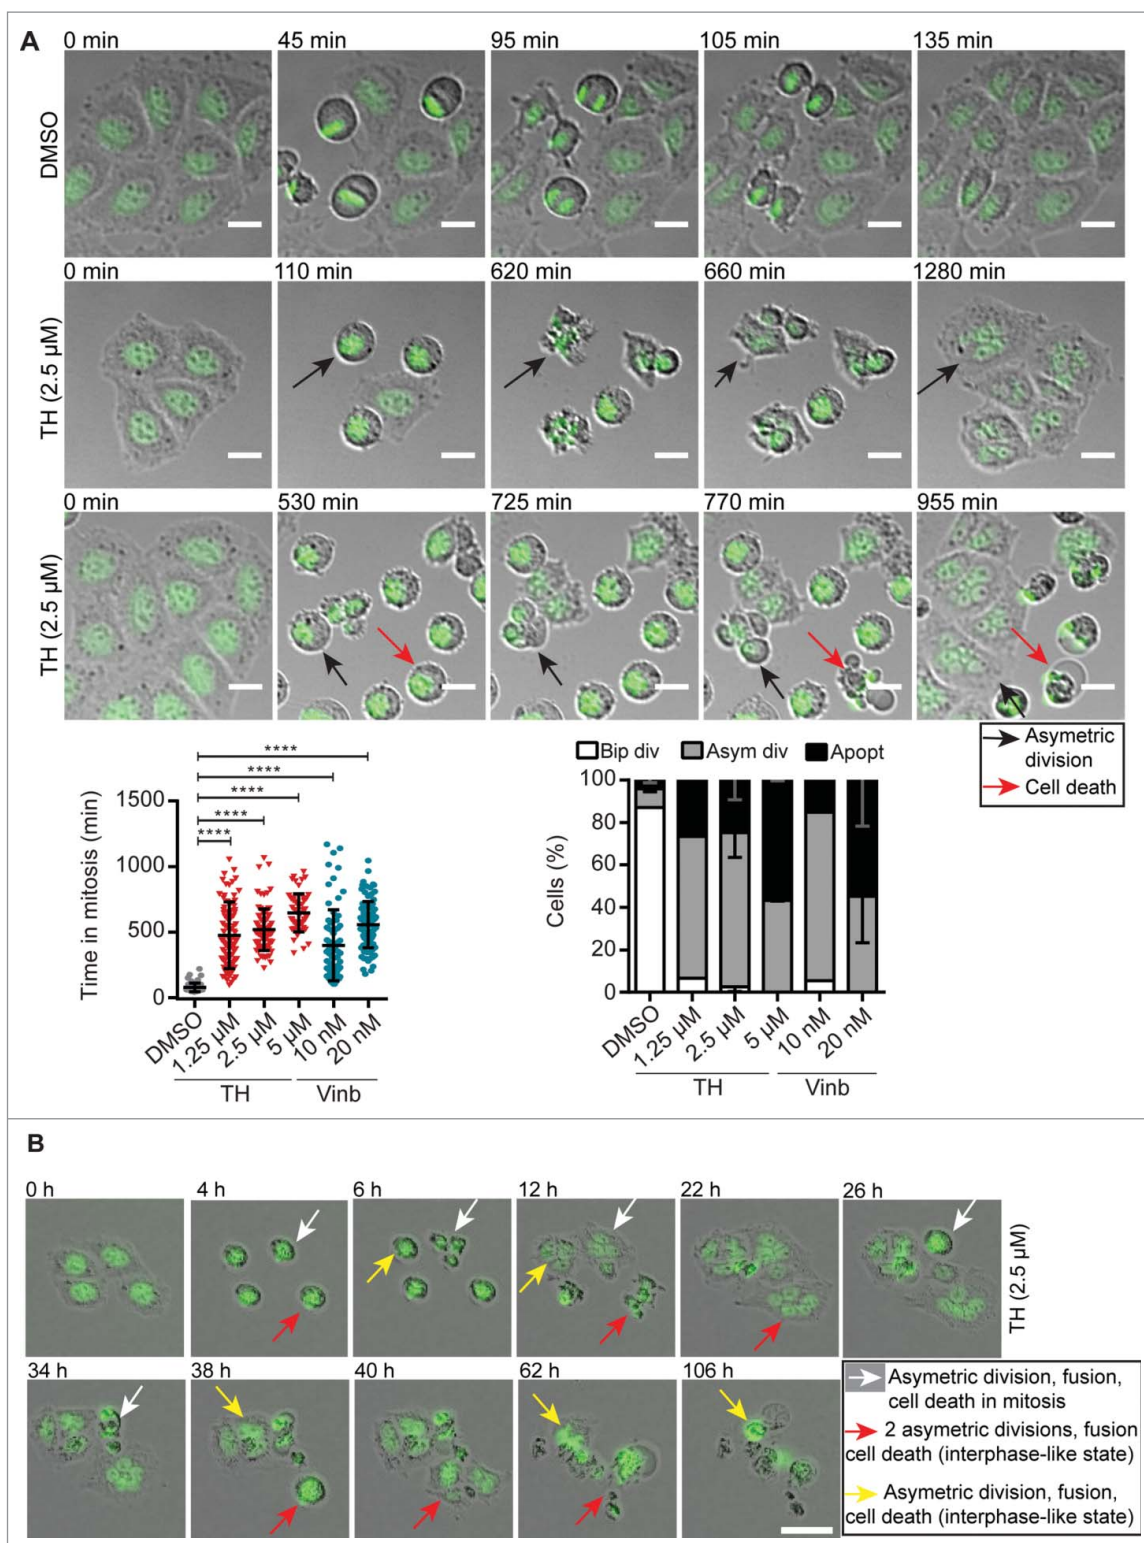 A
0 min 45 min 95 min 105 min 135 min
DMSO
0 min 110 min 620 min 660 min 1280 min
TH (2.5 µM)
0 min 530 min 725 min 770 min 955 min
TH (2.5 µM)
Asymetric
division
Cell death
****
****
****
****
****
1500
1000
500
0
Time in mitosis (min)
DMSO 1.25 µM 2.5 µM 5 µM 10 nM 20 nM
TH Vinb
Bip div Asym div Apopt
100
80
60
40
20
0
Cells (%)
DMSO 1.25 µM 2.5 µM 5 µM 10 nM 20 nM
TH Vinb
B
0 h 4 h 6 h 12 h 22 h 26 h
TH (2.5 µM)
34 h 38 h 40 h 62 h 106 h
Asymetric division, fusion,
cell death in mitosis
2 asymetric divisions, fusion
cell death (interphase-like state)
Asymetric division, fusion,
cell death (interphase-like state)